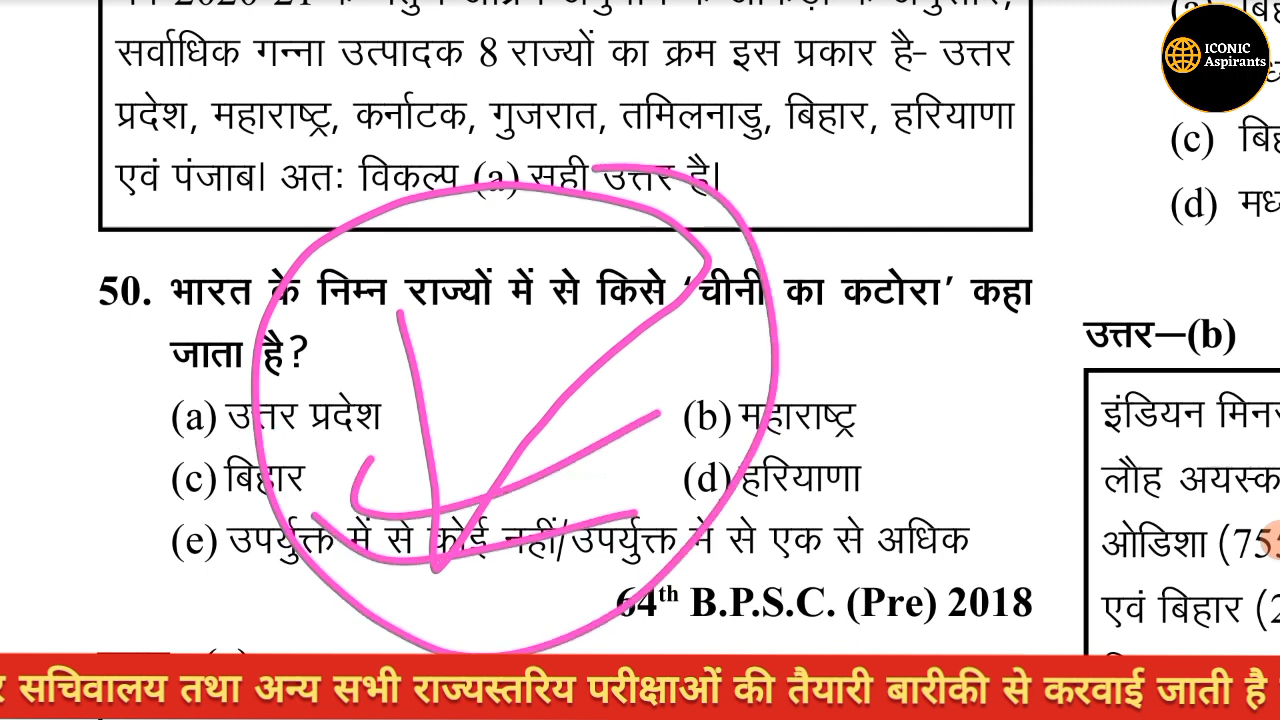 सर्वाधिक गन्ना उत्पादक 8 राज्यों का क्रम इस प्रकार है– उत्तर
प्रदेश, महाराष्ट्र, कर्नाटक, गुजरात, तमिलनाडु, बिहार, हरियाणा
एवं पंजाब। अतः विकल्प (a) सही उत्तर है।
50. भारत के निम्न राज्यों में से किसे ‘चीनी का कटोरा’ कहा
जाता है?
(a) उत्तर प्रदेश (b) महाराष्ट्र
(c) बिहार (d) हरियाणा
(e) उपर्युक्त में से कोई नहीं/उपर्युक्त में से एक से अधिक
64th B.P.S.C. (Pre) 2018
ICONIC
Aspirants
(c)
(d)
उत्तर—(b)
इंडियन
लौह अयस्क
ओडिशा
एवं बिहार
सचिवालय तथा अन्य सभी राज्यस्तरिय परीक्षाओं की तैयारी बारीकी से करवाई जाती है